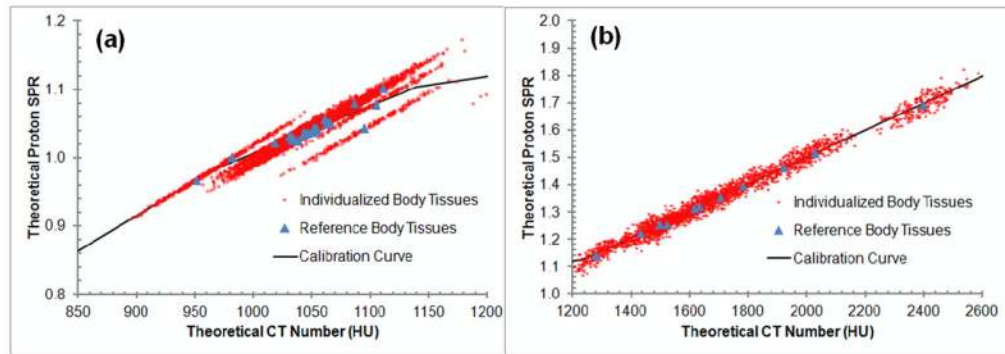 (a)
Theoretical Proton SPR
1.2
1.1
1.0
0.9
0.8
850 900 950 1000 1050 1100 1150 1200
Theoretical CT Number (HU)
Individualized Body Tissues
Reference Body Tissues
Calibration Curve
(b)
Theoretical Proton SPR
2.0
1.9
1.8
1.7
1.6
1.5
1.4
1.3
1.2
1.1
1.0
1200 1400 1600 1800 2000 2200 2400 2600
Theoretical CT Number (HU)
Individualized Body Tissues
Reference Body Tissues
Calibration Curve